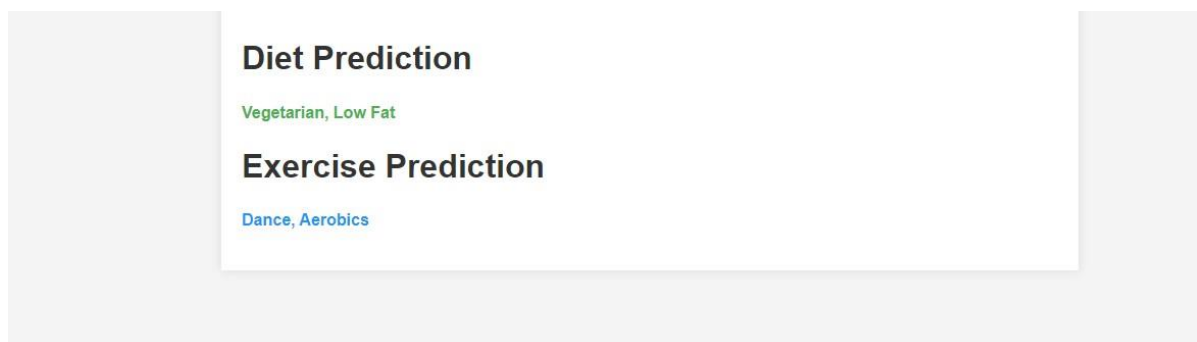 Diet Prediction
Vegetarian, Low Fat
Exercise Prediction
Dance, Aerobics